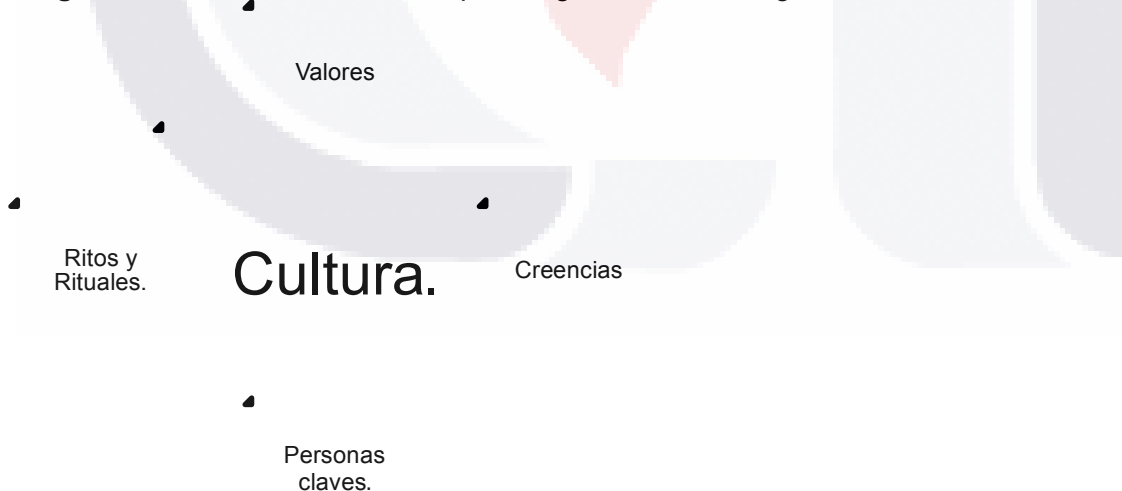 Valores
Ritos y
Rituales.
Cultura.
Creencias
Personas
claves.